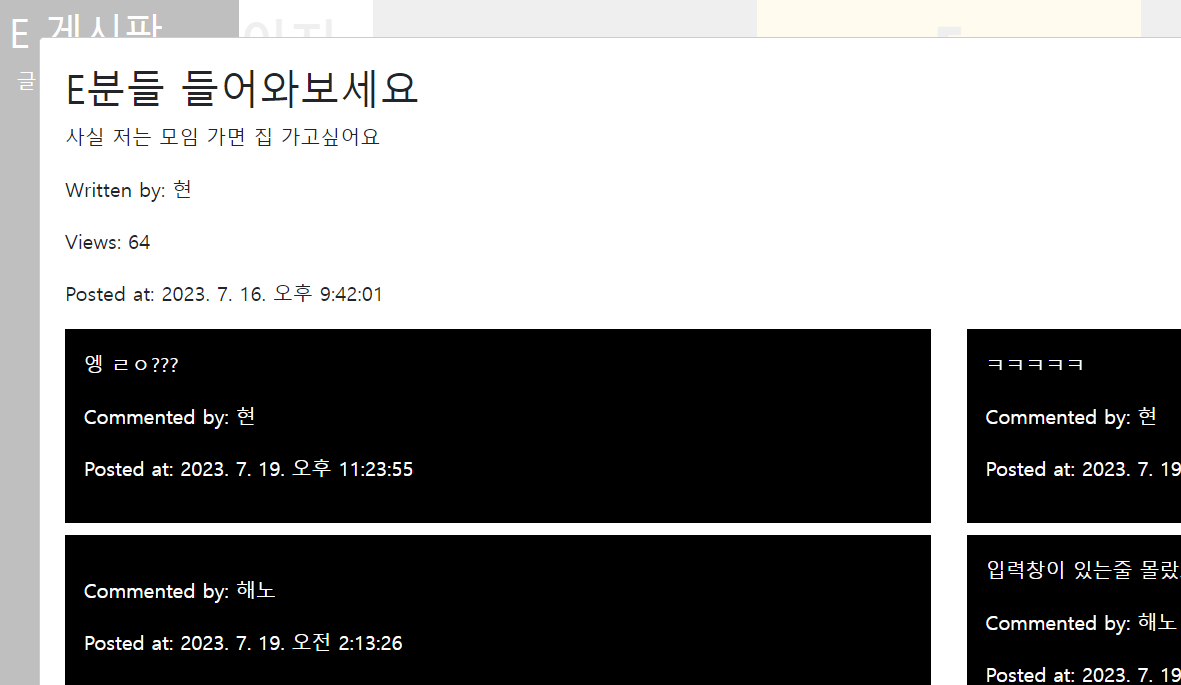 E 게시판
글
E분들 들어와보세요
사실 저는 모임 가면 집 가고싶어요
Written by: 현
Views: 64
Posted at: 2023. 7. 16. 오후 9:42:01
엥 ㄹㅇ???
Commented by: 현
Posted at: 2023. 7. 19. 오후 11:23:55
ㅋㅋㅋㅋㅋ
Commented by: 현
Posted at: 2023. 7. 19
Commented by: 해노
Posted at: 2023. 7. 19. 오전 2:13:26
입력창이 있는줄 몰랐
Commented by: 해노
Posted at: 2023. 7. 19